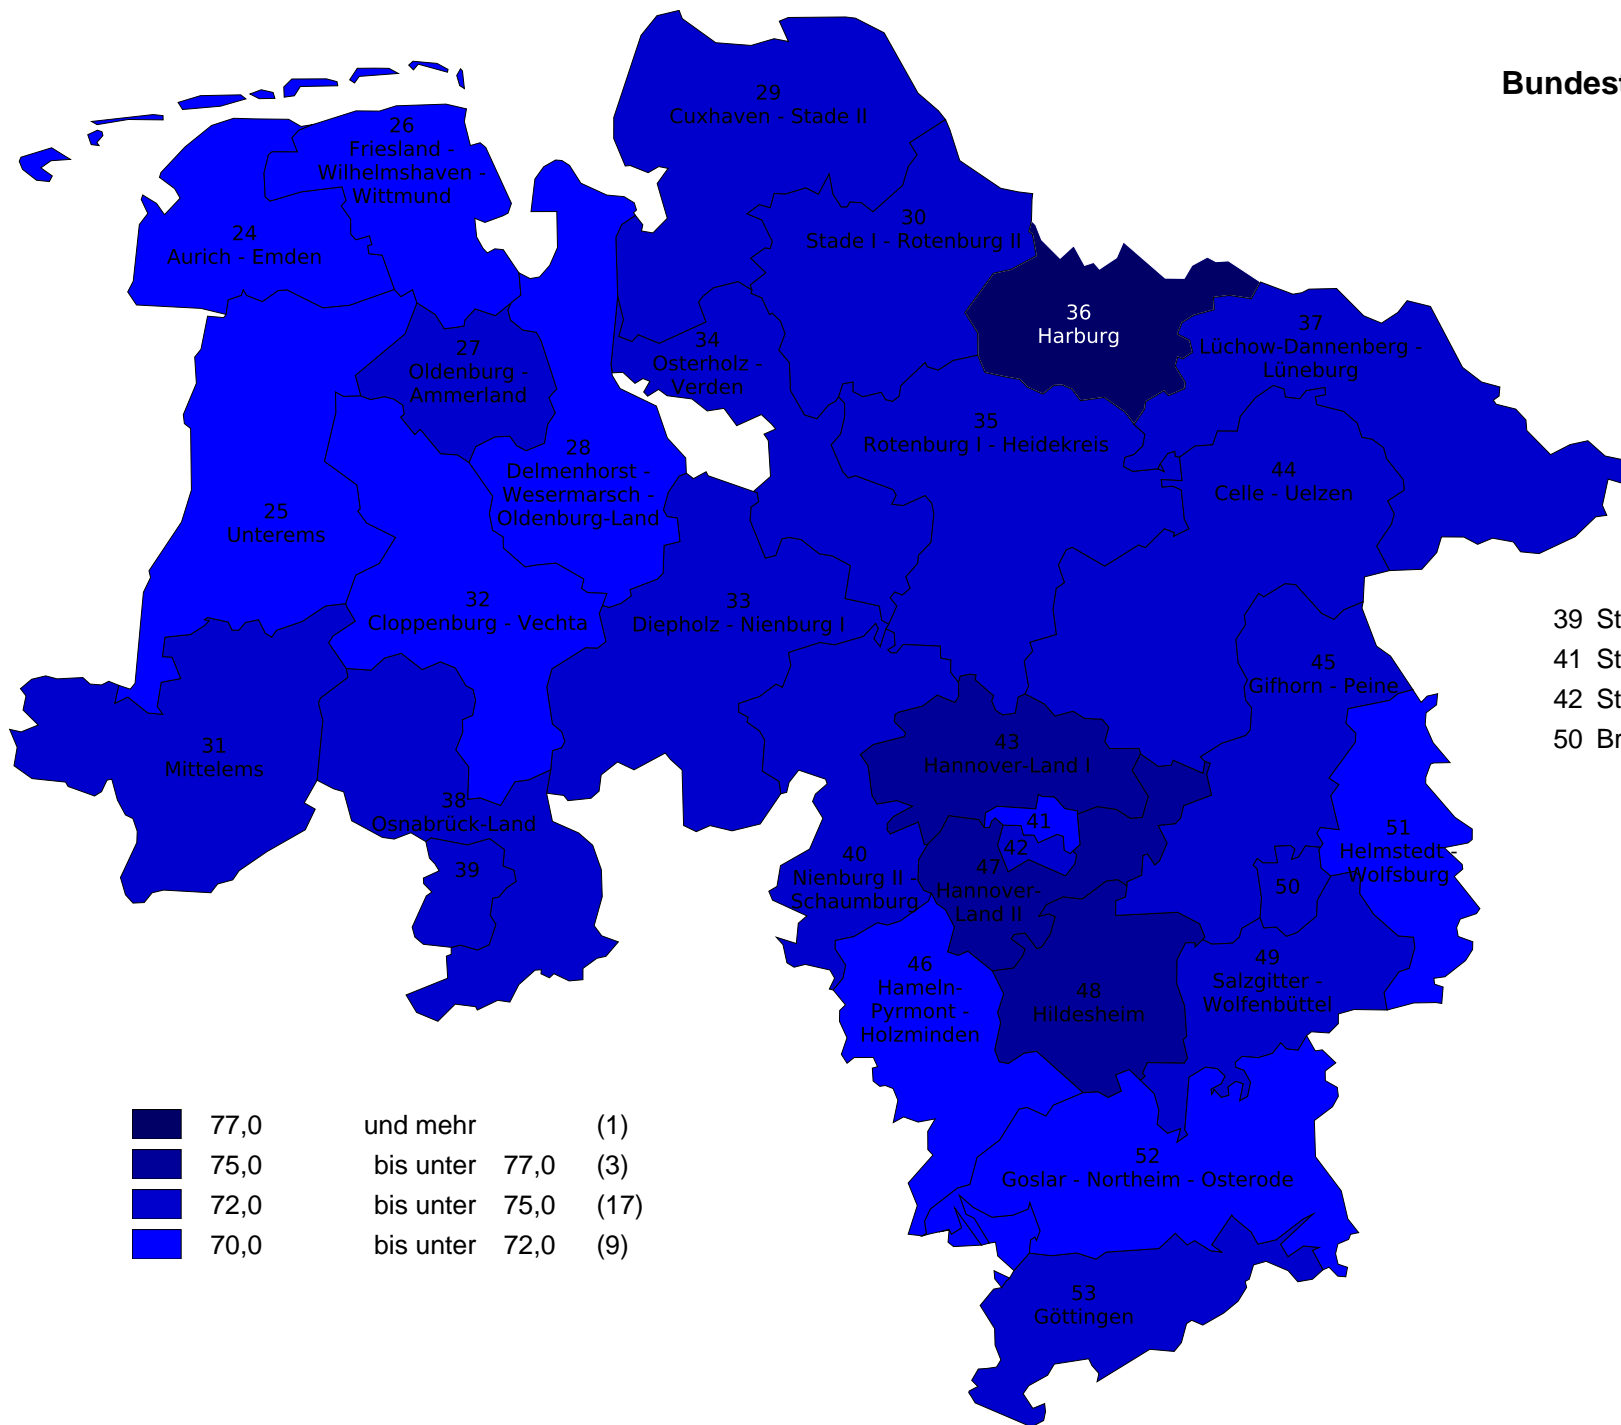 Bundest
29
Cuxhaven - Stade II
26
Friesland -
Wilhelmshaven -
Wittmund
24
Aurich - Emden
30
Stade I - Rotenburg II
36
Harburg
37
Lüchow-Dannenberg -
Lüneburg
27
Oldenburg -
Ammerland
34
Osterholz -
Verden
35
Rotenburg I - Heidekreis
28
Delmenhorst -
Wesermarsch -
Oldenburg-Land
44
Celle - Uelzen
25
Unterems
32
Cloppenburg - Vechta
33
Diepholz - Nienburg I
39 St
41 St
42 St
50 Br
45
Gifhorn - Peine
31
Mittelems
43
Hannover-Land I
38
Osnabrück-Land
39
41
42
40
Nienburg II -
Schaumburg
47
Hannover-
Land II
51
Helmstedt -
Wolfsburg
50
46
Hameln-
Pyrmont -
Holzminden
48
Hildesheim
49
Salzgitter -
Wolfenbüttel
52
Goslar - Northeim - Osterode
53
Göttingen
77,0 und mehr (1)
75,0 bis unter 77,0 (3)
72,0 bis unter 75,0 (17)
70,0 bis unter 72,0 (9)